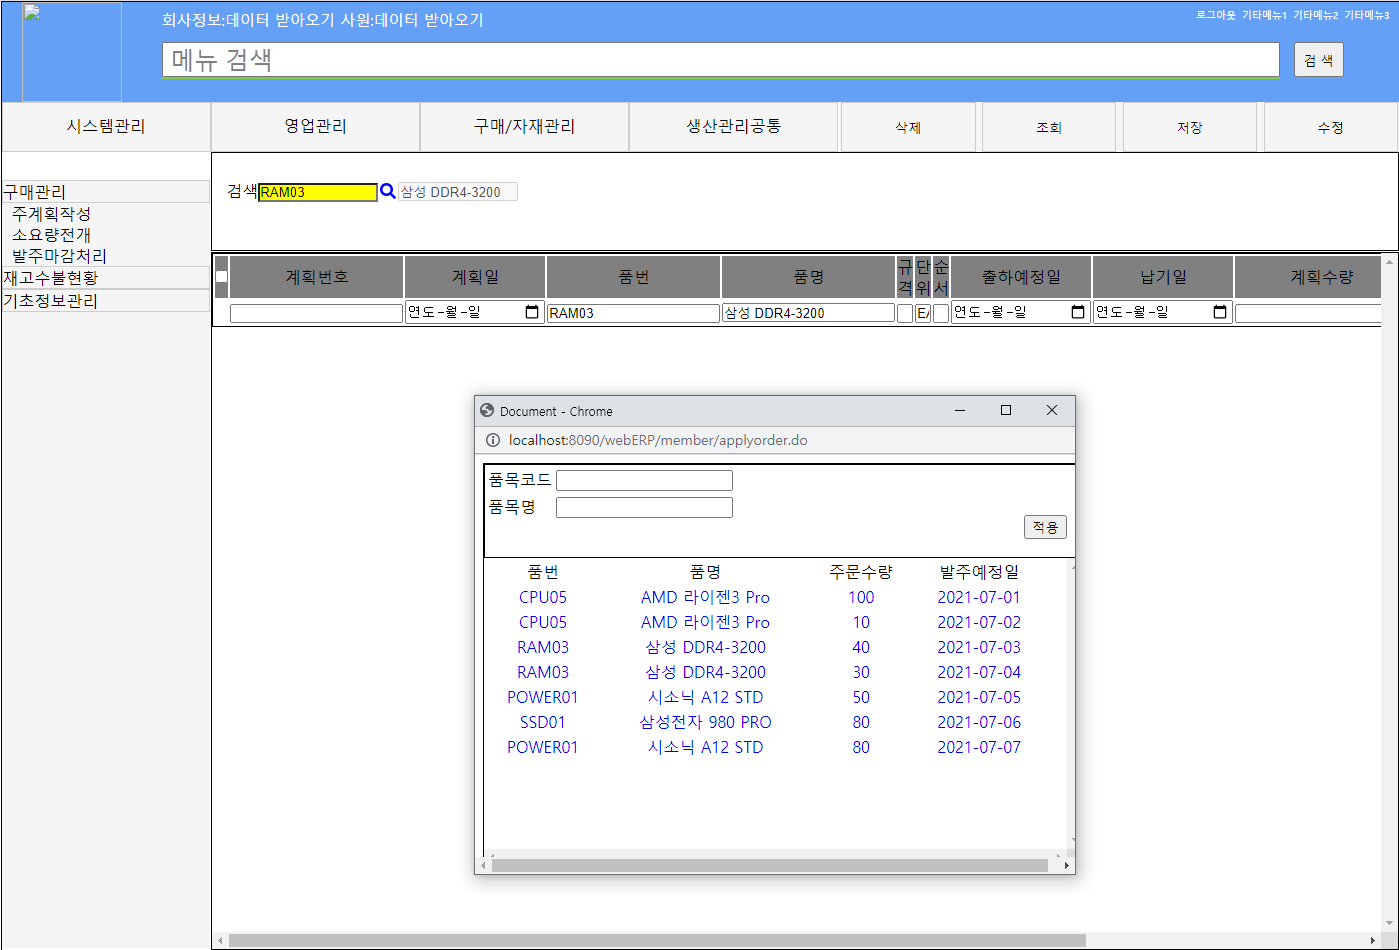 회사정보:데이터 받아오기 사원:데이터 받아오기
로그아웃 기타메뉴1 기타메뉴2 기타메뉴3
메뉴 검색
검 색
시스템관리 영업관리 구매/자재관리 생산관리공통 삭제 조회 저장 수정
구매관리
주계획작성
소요량전개
발주마감처리
재고수불현황
기초정보관리
검색 RAM03 삼성 DDR4-3200
계획번호 계획일 품번 품명 규격 단위 순서 출하예정일 납기일 계획수량
연도-월-일 RAM03 삼성 DDR4-3200 연도-월-일 연도-월-일
Document - Chrome
localhost:8090/webERP/member/applyorder.do
품목코드
품목명
적용
품번 품명 주문수량 발주예정일
CPU05 AMD 라이젠3 Pro 100 2021-07-01
CPU05 AMD 라이젠3 Pro 10 2021-07-02
RAM03 삼성 DDR4-3200 40 2021-07-03
RAM03 삼성 DDR4-3200 30 2021-07-04
POWER01 시소닉 A12 STD 50 2021-07-05
SSD01 삼성전자 980 PRO 80 2021-07-06
POWER01 시소닉 A12 STD 80 2021-07-07